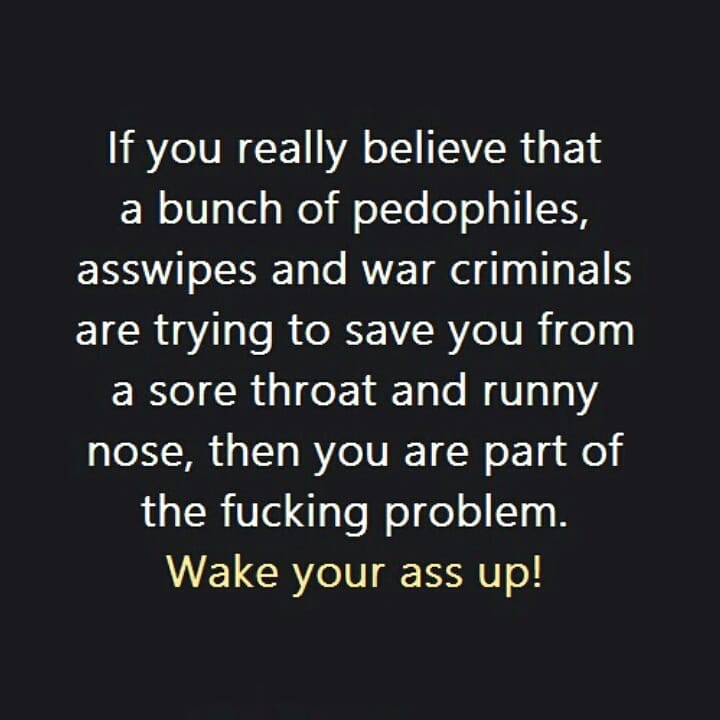 If you really believe that
a bunch of pedophiles,
asswipes and war criminals
are trying to save you from
a sore throat and runny
nose, then you are part of
the fucking problem.
Wake your ass up!